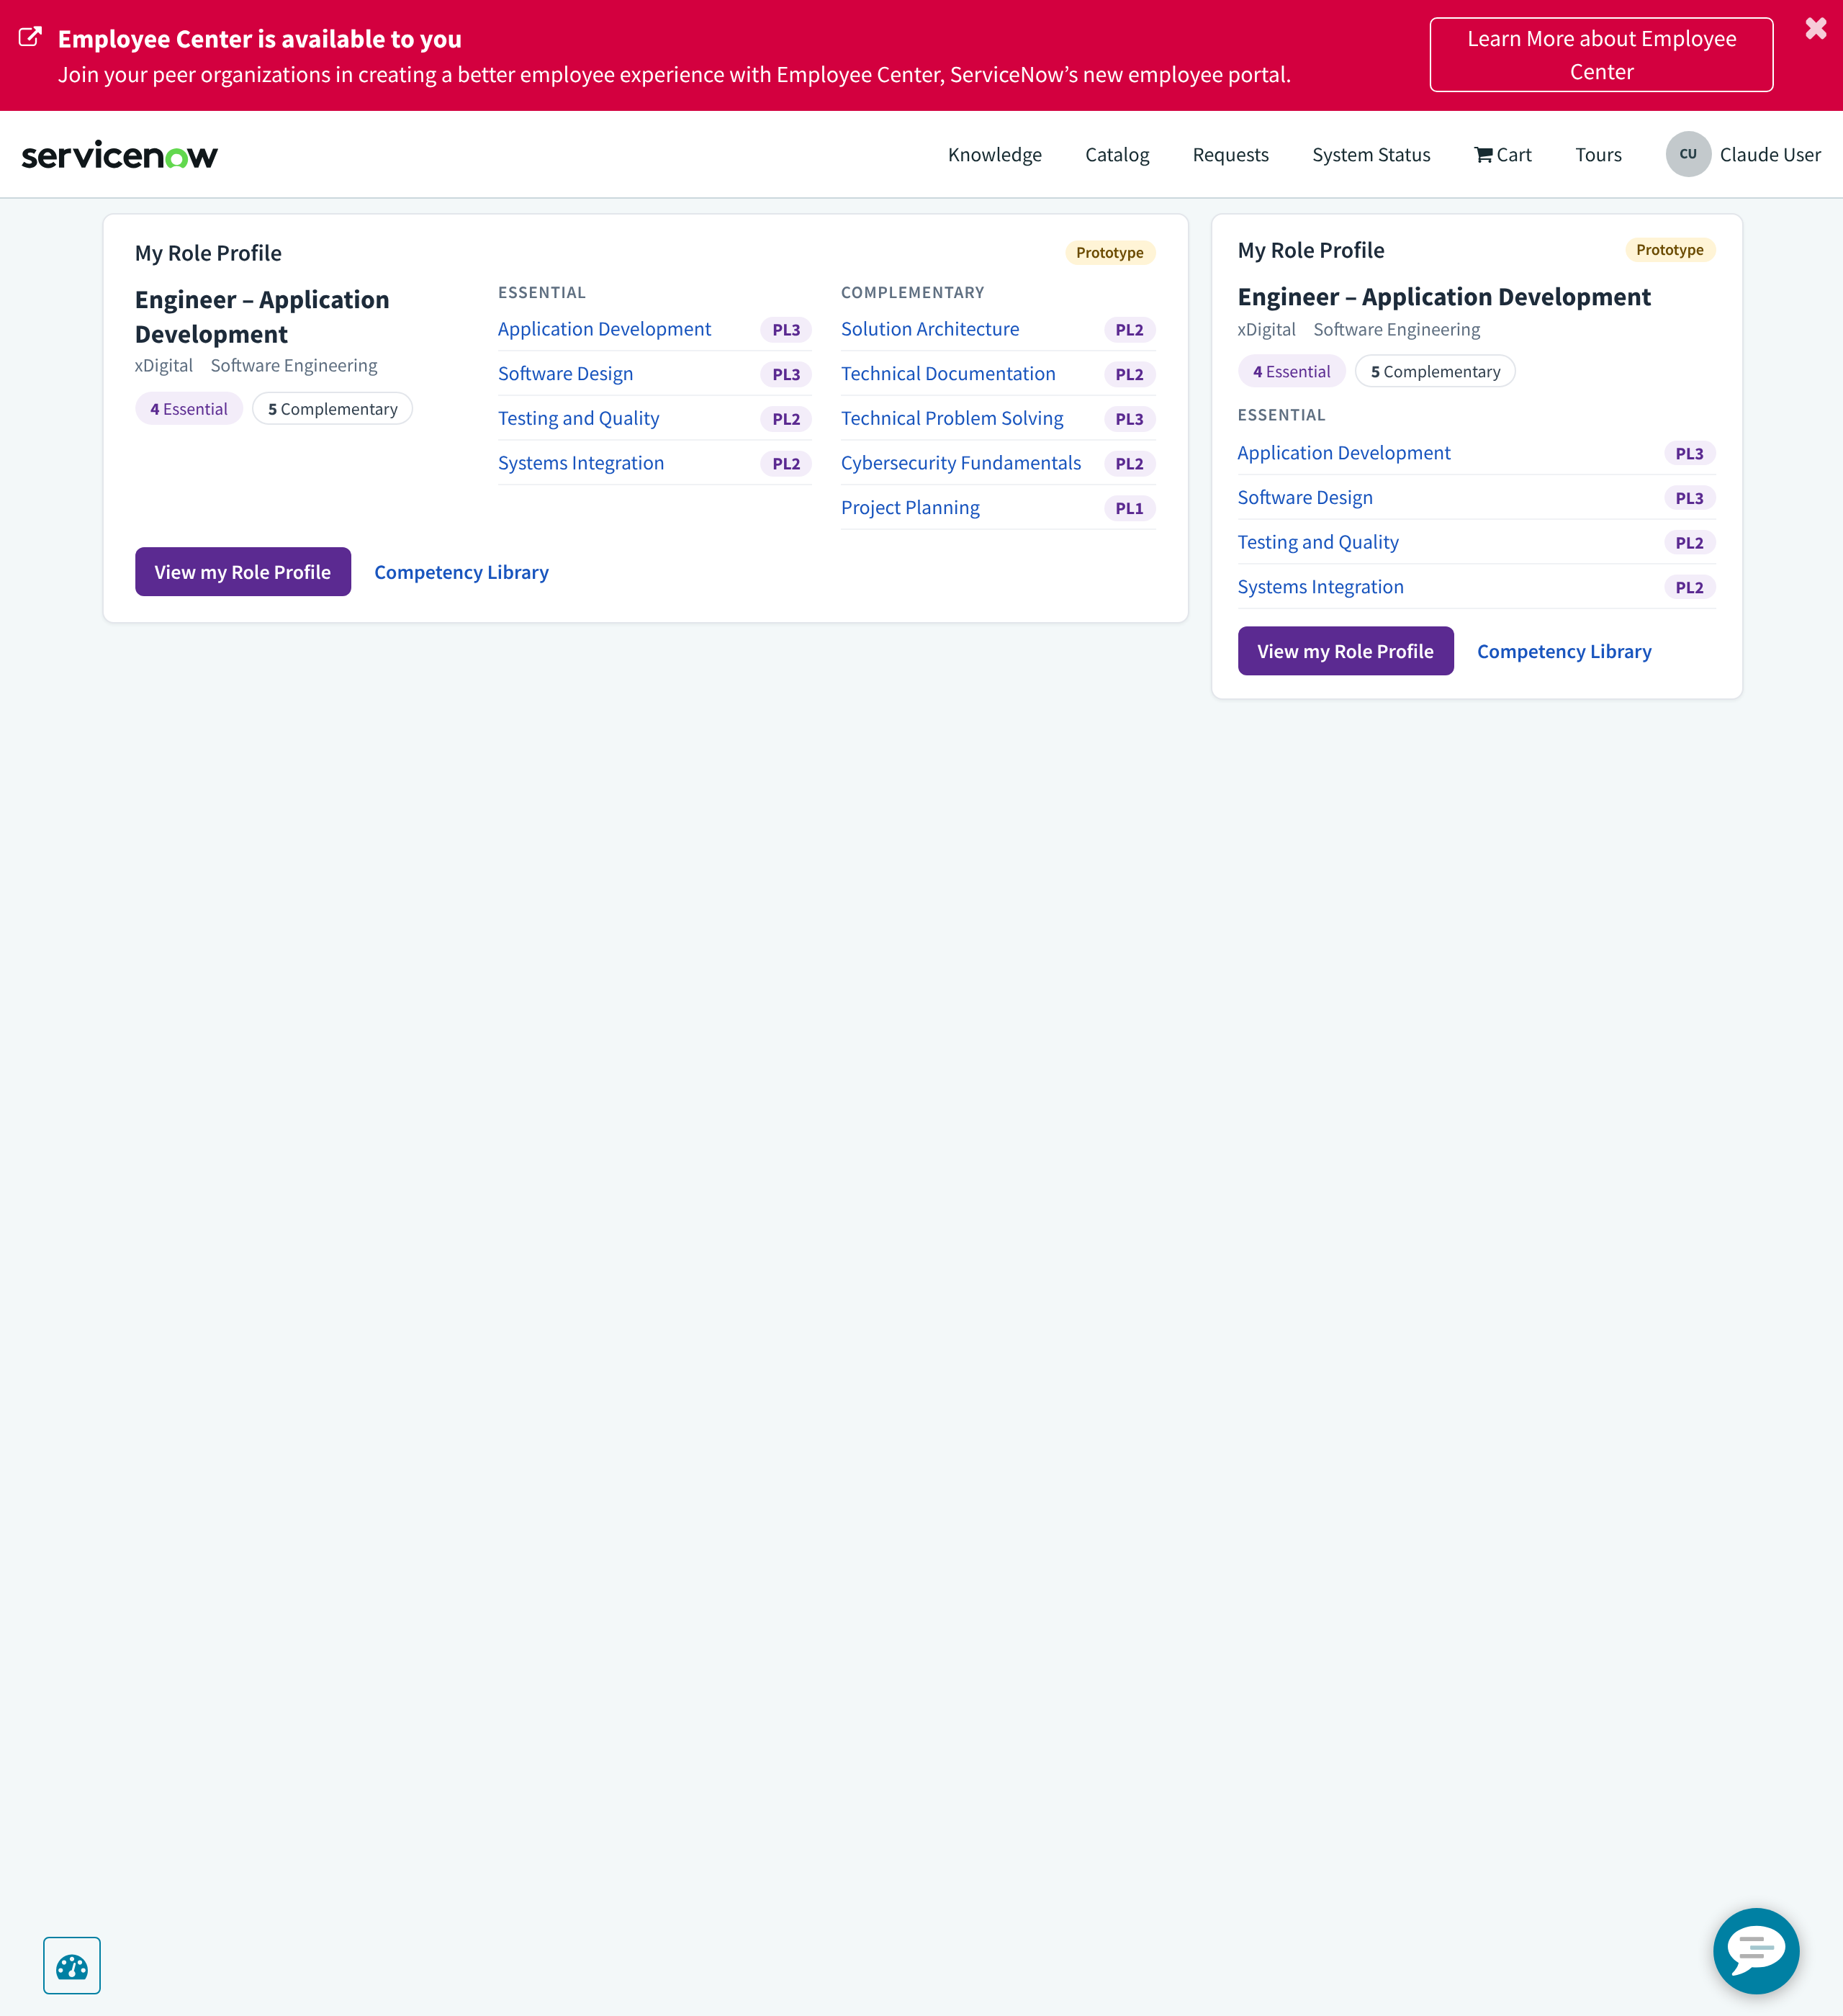 Employee Center is available to you
Join your peer organizations in creating a better employee experience with Employee Center, ServiceNow’s new employee portal.
Learn More about Employee
Center
servicenow
Knowledge
Catalog
Requests
System Status
Cart
Tours
CU
Claude User
My Role Profile
Prototype
Engineer – Application
Development
xDigital Software Engineering
4 Essential
5 Complementary
ESSENTIAL
Application Development PL3
Software Design PL3
Testing and Quality PL2
Systems Integration PL2
COMPLEMENTARY
Solution Architecture PL2
Technical Documentation PL2
Technical Problem Solving PL3
Cybersecurity Fundamentals PL2
Project Planning PL1
View my Role Profile
Competency Library
My Role Profile
Prototype
Engineer – Application Development
xDigital Software Engineering
4 Essential
5 Complementary
ESSENTIAL
Application Development PL3
Software Design PL3
Testing and Quality PL2
Systems Integration PL2
View my Role Profile
Competency Library